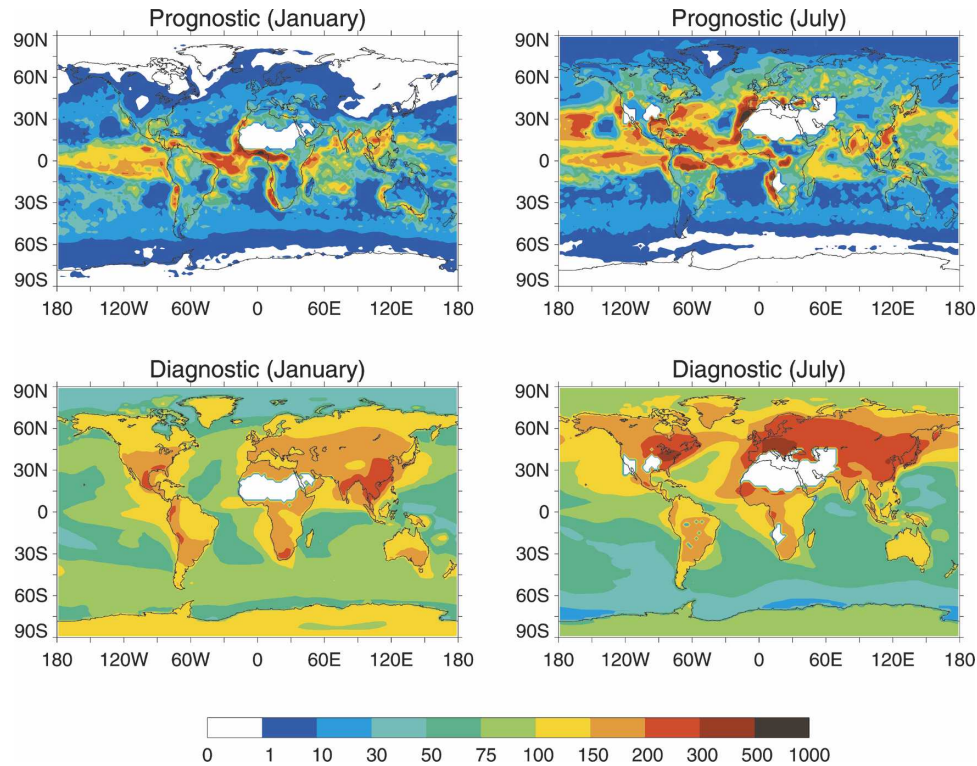 Prognostic (January)
Prognostic (July)
90N
60N
30N
0
30S
60S
90S
180 120W 60W 0 60E 120E 180
90N
60N
30N
0
30S
60S
90S
180 120W 60W 0 60E 120E 180
Diagnostic (January)
Diagnostic (July)
90N
60N
30N
0
30S
60S
90S
180 120W 60W 0 60E 120E 180
90N
60N
30N
0
30S
60S
90S
180 120W 60W 0 60E 120E 180
0 1 10 30 50 75 100 150 200 300 500 1000